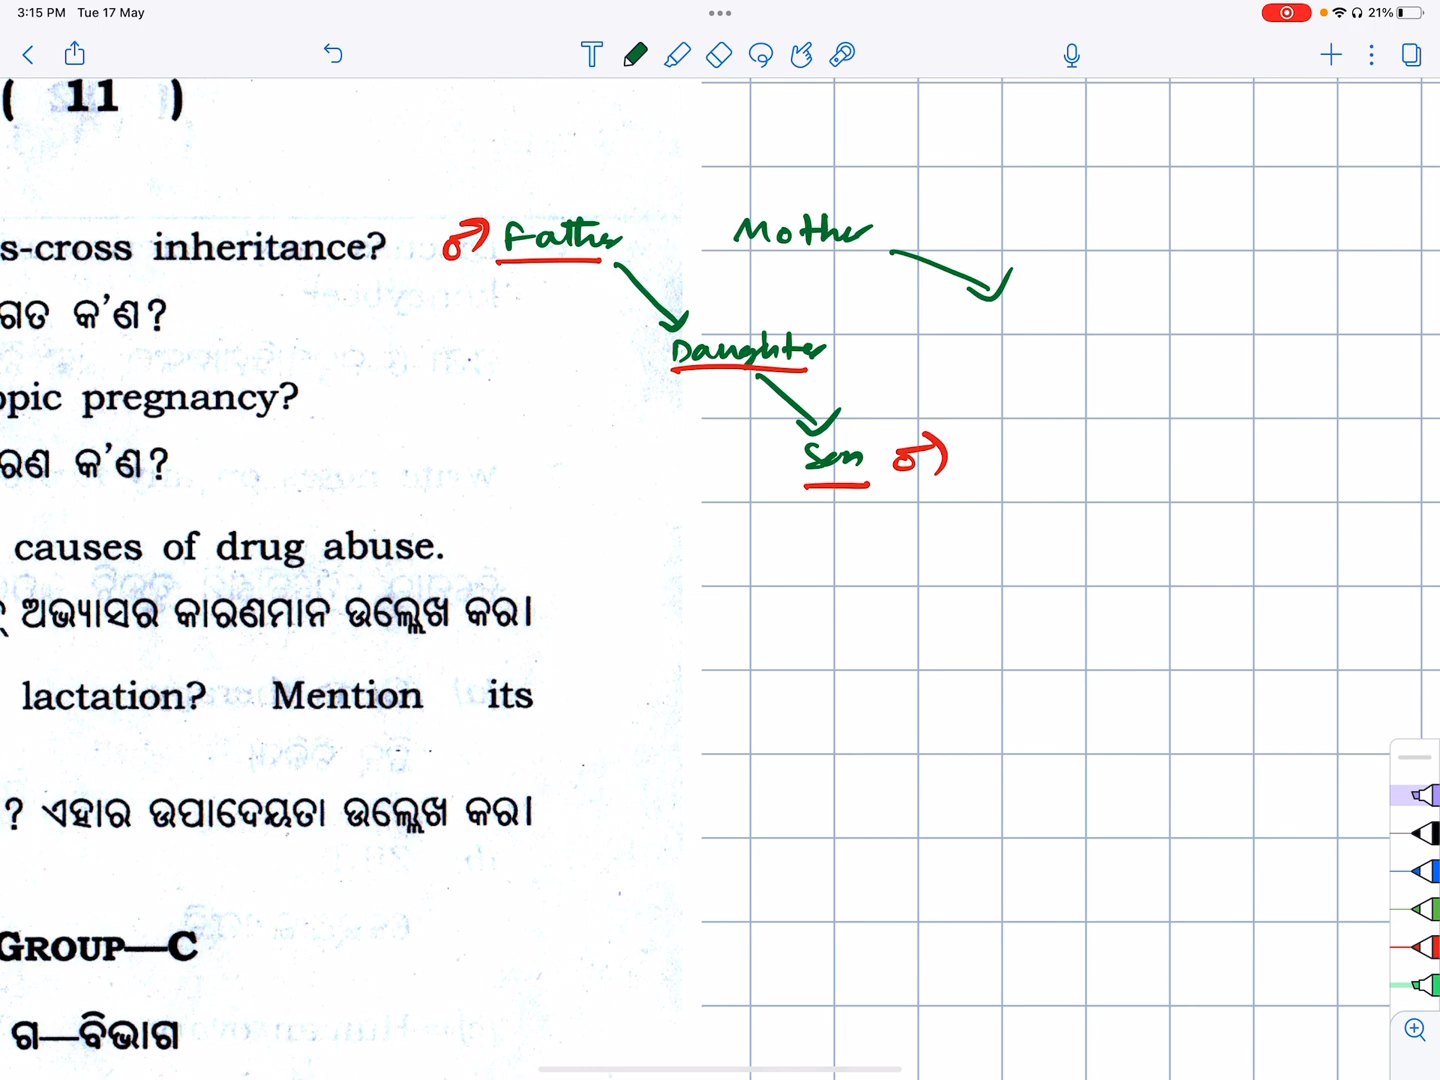 3:15 PM Tue 17 May
21%
( 11 )
s-cross inheritance?
Father
Mother
ଗତ କ'ଣ?
Daughter
opic pregnancy?
Son
ରଣ କ'ଣ?
causes of drug abuse.
ଅଭ୍ୟାସର କାରଣମାନ ଉଲ୍ଲେଖ କର।
lactation? Mention its
? ଏହାର ଉପାଦେୟତା ଉଲ୍ଲେଖ କର।
GROUP—C
ଗ—ବିଭାଗ